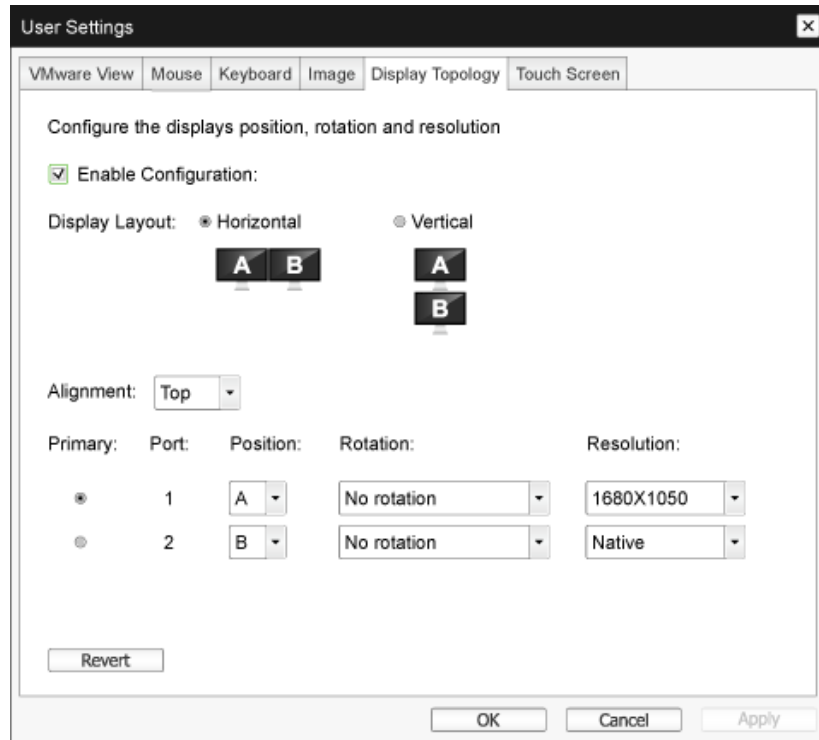 User Settings
VMware View Mouse Keyboard Image Display Topology Touch Screen
Configure the displays position, rotation and resolution
Enable Configuration:
Display Layout: Horizontal Vertical
A B A
B
Alignment: Top
Primary: Port: Position: Rotation: Resolution:
1 A No rotation 1680X1050
2 B No rotation Native
Revert
OK Cancel Apply